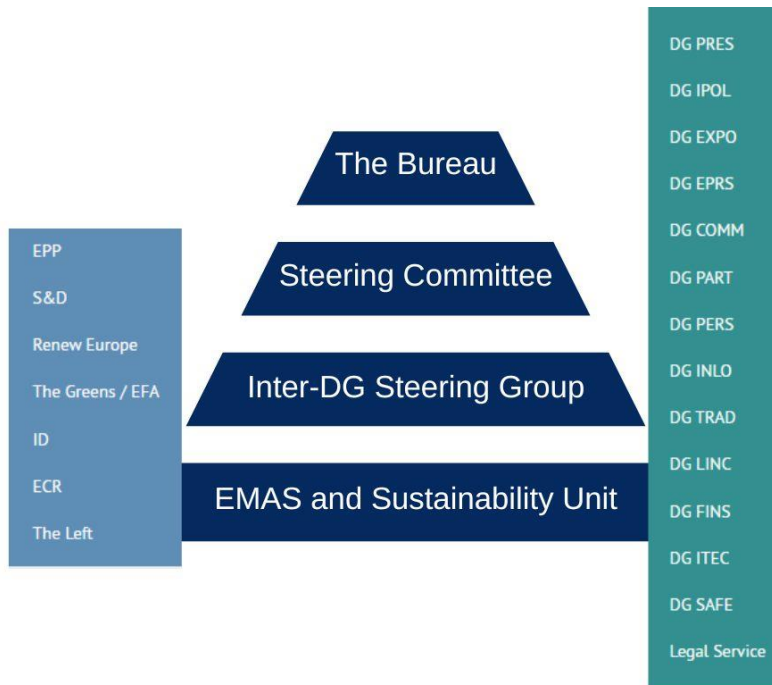 EPP
S&D
Renew Europe
The Greens / EFA
ID
ECR
The Left
The Bureau
Steering Committee
Inter-DG Steering Group
EMAS and Sustainability Unit
DG PRES
DG IPOL
DG EXPO
DG EPRS
DG COMM
DG PART
DG PERS
DG INLO
DG TRAD
DG LINC
DG FINS
DG ITEC
DG SAFE
Legal Service